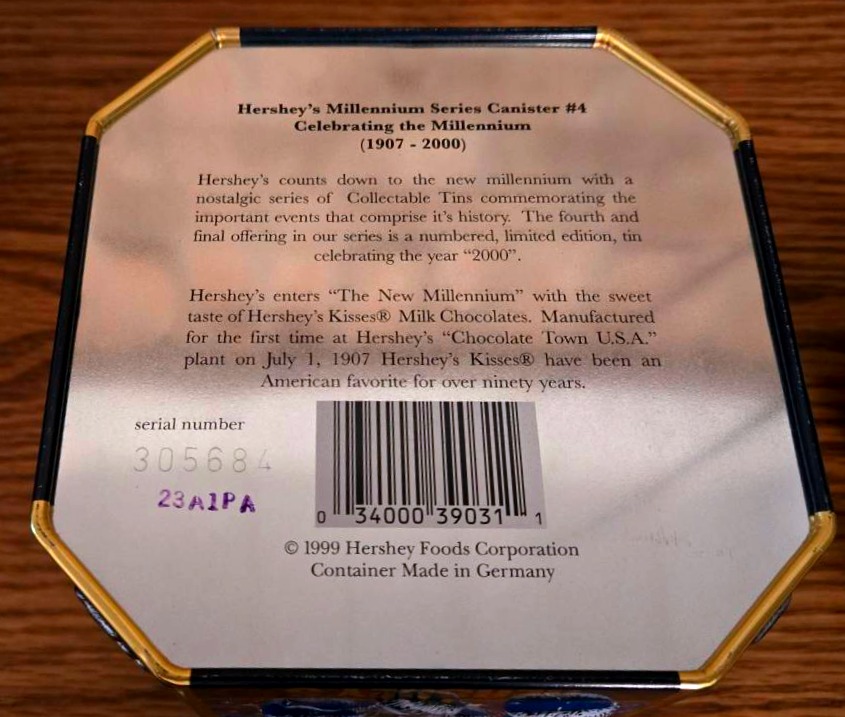 Hershey's Millennium Series Canister #4
Celebrating the Millennium
(1907 - 2000)
Hershey's counts down to the new millennium with a
nostalgic series of Collectable Tins commemorating the
important events that comprise it's history. The fourth and
final offering in our series is a numbered, limited edition, tin
celebrating the year “2000”.
Hershey's enters “The New Millennium” with the sweet
taste of Hershey's Kisses® Milk Chocolates. Manufactured
for the first time at Hershey's “Chocolate Town U.S.A.”
plant on July 1, 1907 Hershey's Kisses® have been an
American favorite for over ninety years.
serial number
305684
23A1PA
0 34000 39031 1
© 1999 Hershey Foods Corporation
Container Made in Germany